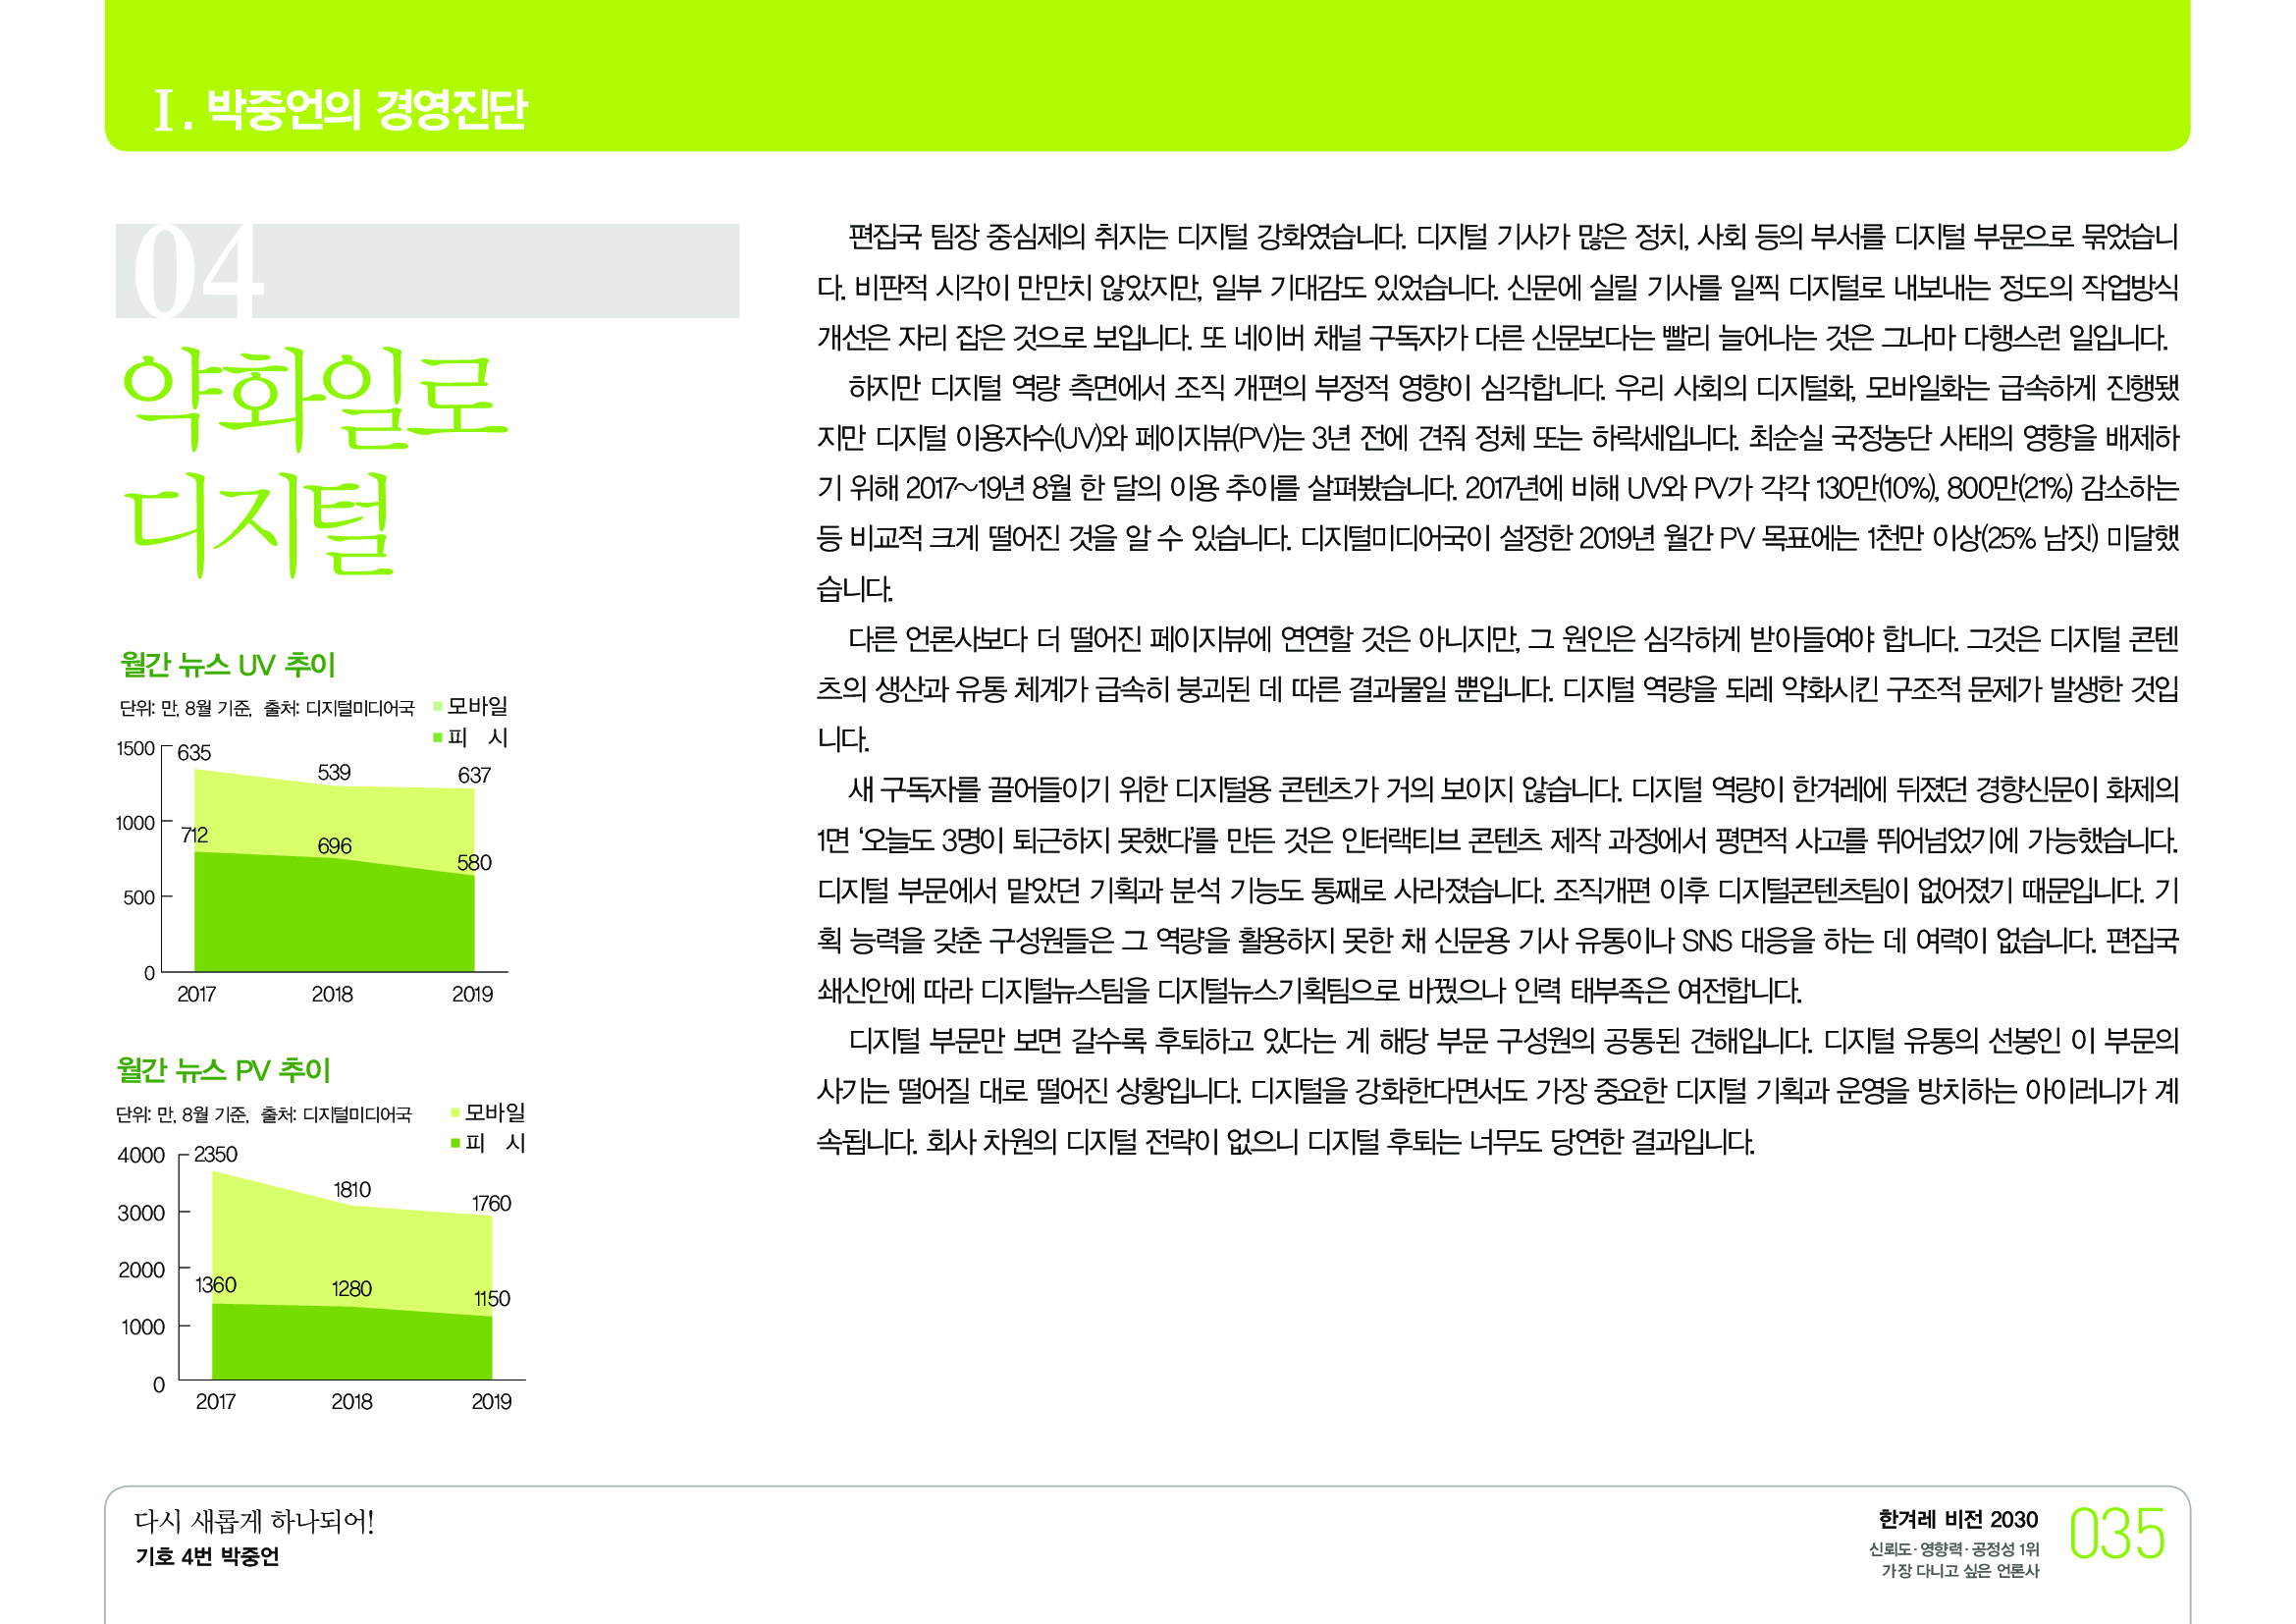 I. 박중언의 경영진단
04
약화일로
디지털
월간 뉴스 UV 추이
단위: 만, 8월 기준, 출처: 디지털미디어국
모바일
피 시
1500
1000
500
0
635
539
637
712
696
580
2017
2018
2019
월간 뉴스 PV 추이
단위: 만, 8월 기준, 출처: 디지털미디어국
모바일
피 시
4000
3000
2000
1000
0
2350
1810
1760
1360
1280
1150
2017
2018
2019
편집국 팀장 중심제의 취지는 디지털 강화였습니다. 디지털 기사가 많은 정치, 사회 등의 부서를 디지털 부문으로 묶었습니
다. 비판적 시각이 만만치 않았지만, 일부 기대감도 있었습니다. 신문에 실릴 기사를 일찍 디지털로 내보내는 정도의 작업방식
개선은 자리 잡은 것으로 보입니다. 또 네이버 채널 구독자가 다른 신문보다는 빨리 늘어나는 것은 그나마 다행스런 일입니다.
하지만 디지털 역량 측면에서 조직 개편의 부정적 영향이 심각합니다. 우리 사회의 디지털화, 모바일화는 급속하게 진행됐
지만 디지털 이용자수(UV)와 페이지뷰(PV)는 3년 전에 견줘 정체 또는 하락세입니다. 최순실 국정농단 사태의 영향을 배제하
기 위해 2017~19년 8월 한 달의 이용 추이를 살펴봤습니다. 2017년에 비해 UV와 PV가 각각 130만(10%), 800만(21%) 감소하는
등 비교적 크게 떨어진 것을 알 수 있습니다. 디지털미디어국이 설정한 2019년 월간 PV 목표에는 1천만 이상(25% 남짓) 미달했
습니다.
다른 언론사보다 더 떨어진 페이지뷰에 연연할 것은 아니지만, 그 원인은 심각하게 받아들여야 합니다. 그것은 디지털 콘텐
츠의 생산과 유통 체계가 급속히 붕괴된 데 따른 결과물일 뿐입니다. 디지털 역량을 되레 약화시킨 구조적 문제가 발생한 것입
니다.
새 구독자를 끌어들이기 위한 디지털용 콘텐츠가 거의 보이지 않습니다. 디지털 역량이 한겨레에 뒤졌던 경향신문이 화제의
1면 ‘오늘도 3명이 퇴근하지 못했다’를 만든 것은 인터랙티브 콘텐츠 제작 과정에서 평면적 사고를 뛰어넘었기에 가능했습니다.
디지털 부문에서 맡았던 기획과 분석 기능도 통째로 사라졌습니다. 조직개편 이후 디지털콘텐츠팀이 없어졌기 때문입니다. 기
획 능력을 갖춘 구성원들은 그 역량을 활용하지 못한 채 신문용 기사 유통이나 SNS 대응을 하는 데 여력이 없습니다. 편집국
쇄신안에 따라 디지털뉴스팀을 디지털뉴스기획팀으로 바꿨으나 인력 태부족은 여전합니다.
디지털 부문만 보면 갈수록 후퇴하고 있다는 게 해당 부문 구성원의 공통된 견해입니다. 디지털 유통의 선봉인 이 부문의
사기는 떨어질 대로 떨어진 상황입니다. 디지털을 강화한다면서도 가장 중요한 디지털 기획과 운영을 방치하는 아이러니가 계
속됩니다. 회사 차원의 디지털 전략이 없으니 디지털 후퇴는 너무도 당연한 결과입니다.
다시 새롭게 하나되어!
기호 4번 박중언
한겨레 비전 2030
신뢰도·영향력·공정성 1위
가장 다니고 싶은 언론사
035